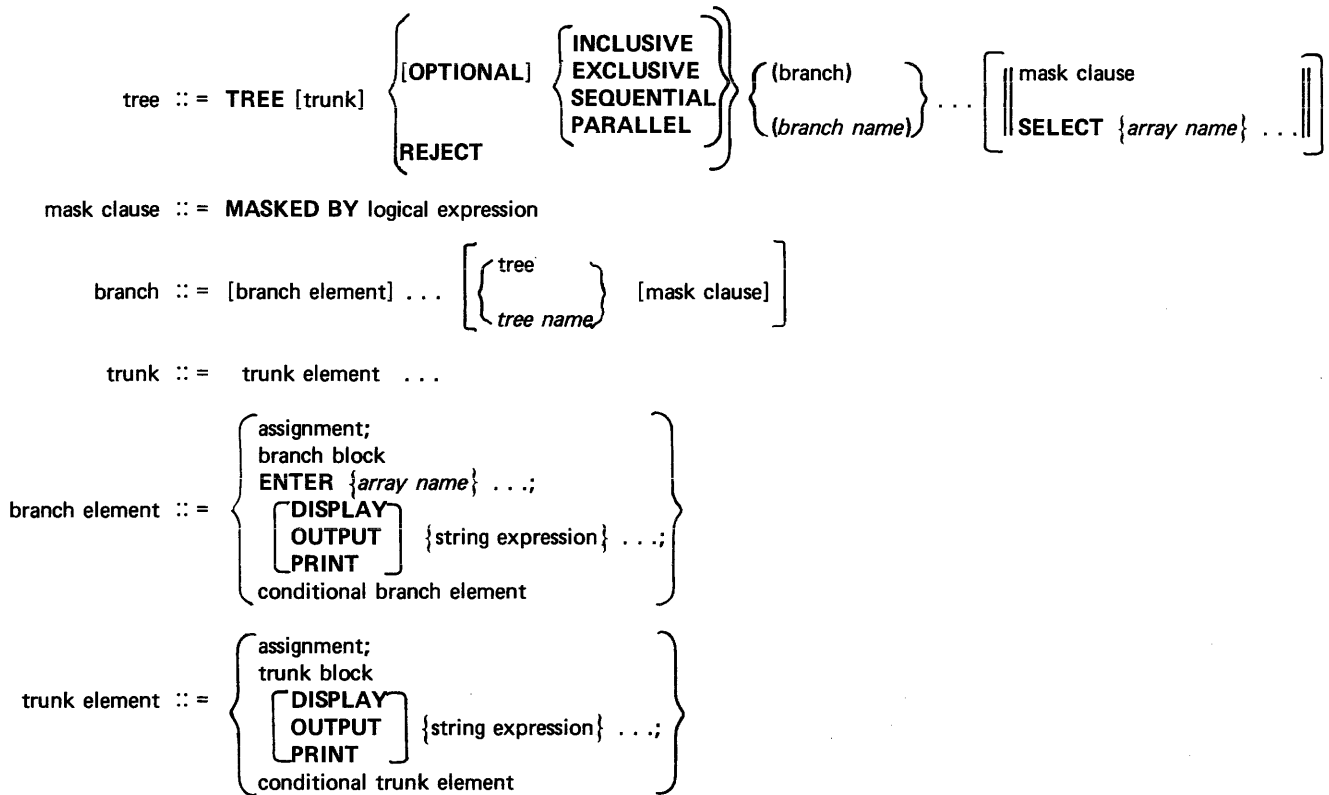 tree :: = TREE [trunk] {[OPTIONAL] {INCLUSIVE
EXCLUSIVE
SEQUENTIAL
PARALLEL}
REJECT} {(branch)
(branch name)} . . . [||mask clause
SELECT {array name} . . .||]
mask clause :: = MASKED BY logical expression
branch :: = [branch element] . . . [{tree
tree name} [mask clause]]
trunk :: = trunk element . . .
branch element :: = {assignment;
branch block
ENTER {array name} . . .;
[DISPLAY
OUTPUT
PRINT] {string expression} . . .;
conditional branch element}
trunk element :: = {assignment;
trunk block
[DISPLAY
OUTPUT
PRINT] {string expression} . . .;
conditional trunk element}